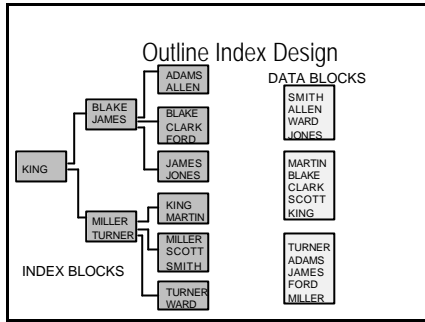 Outline Index Design
KING
BLAKE
JAMES
MILLER
TURNER
ADAMS
ALLEN
BLAKE
CLARK
FORD
JAMES
JONES
KING
MARTIN
MILLER
SCOTT
SMITH
TURNER
WARD
INDEX BLOCKS
DATA BLOCKS
SMITH
ALLEN
WARD
JONES
MARTIN
BLAKE
CLARK
SCOTT
KING
TURNER
ADAMS
JAMES
FORD
MILLER